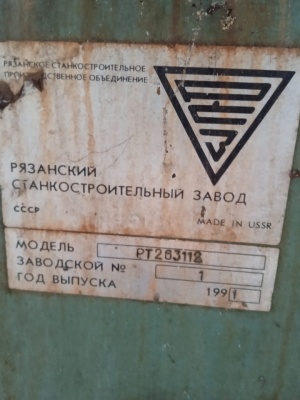 РЯЗАНСКОЕ СТАНКОСТРОИТЕЛЬНОЕ
ПРОИЗВОДСТВЕННОЕ ОБЪЕДИНЕНИЕ
РЯЗАНСКИЙ
СТАНКОСТРОИТЕЛЬНЫЙ ЗАВОД
СССР
MADE IN USSR
МОДЕЛЬ РТ263112
ЗАВОДСКОЙ № 1
ГОД ВЫПУСКА 1991